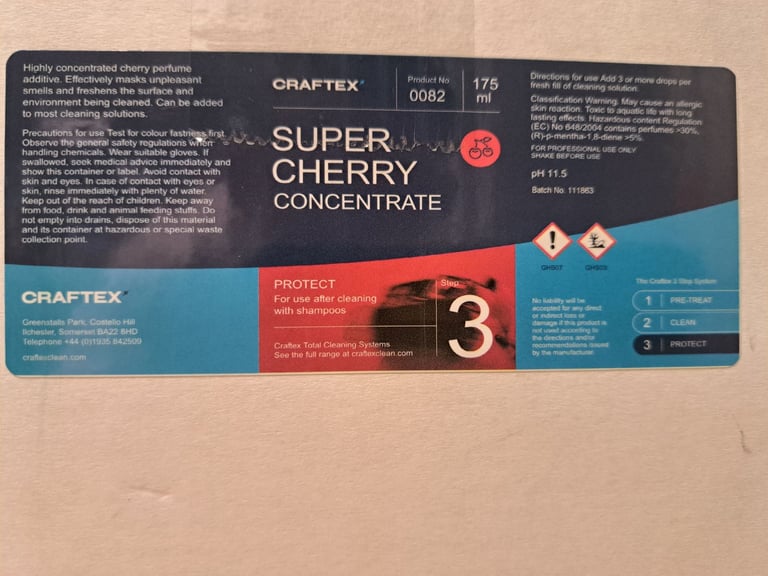 Highly concentrated cherry perfume
additive. Effectively masks unpleasant
smells and freshens the surface and
environment being cleaned. Can be added
to most cleaning solutions.
Precautions for use Test for colour fastness first.
Observe the general safety regulations when
handling chemicals. Wear suitable gloves. If
swallowed, seek medical advice immediately and
show this container or label. Avoid contact with
skin and eyes. In case of contact with eyes or
skin, rinse immediately with plenty of water.
Keep out of the reach of children. Keep away
from food, drink and animal feeding stuffs. Do
not empty into drains, dispose of this material
and its container at hazardous or special waste
collection point.
CRAFTEX
Greenstalls Park, Costello Hill
Ilchester, Somerset BA22 8HD
Telephone +44 (0)1935 842509
craftexclean.com
CRAFTEX
Product No
0082
175
ml
SUPER
CHERRY
CONCENTRATE
PROTECT
For use after cleaning
with shampoos
Craftex Total Cleaning Systems
See the full range at craftexclean.com
Step
3
Directions for use Add 3 or more drops per
fresh fill of cleaning solution.
Classification Warning. May cause an allergic
skin reaction. Toxic to aquatic life with long
lasting effects. Hazardous content Regulation
(EC) No 648/2004 contains perfumes >30%,
(R)-p-mentha-1,8-diene >5%.
FOR PROFESSIONAL USE ONLY
SHAKE BEFORE USE
pH 11.5
Batch No. 111863
GHS07
GHS09
No liability will be
accepted for any direct
or indirect loss or
damage if this product is
not used according to
the directions and/or
recommendations issued
by the manufacturer.
The Craftex 3 Step System
1 PRE-TREAT
2 CLEAN
3 PROTECT